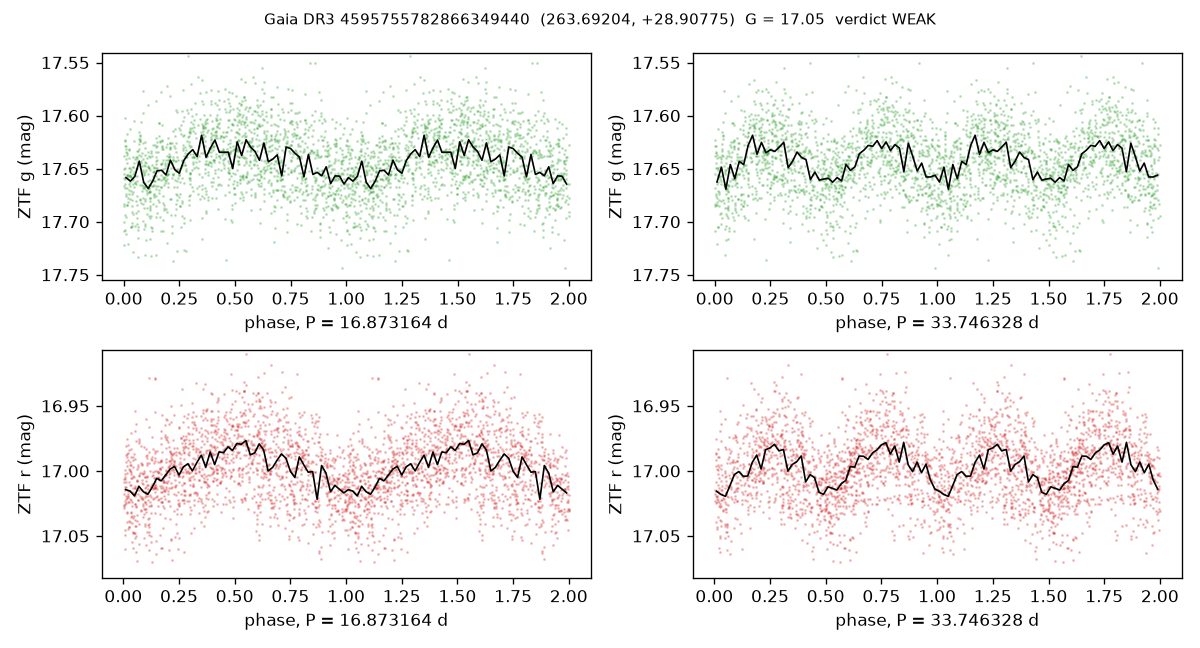 Gaia DR3 4595755782866349440 (263.69204, +28.90775) G = 17.05 verdict WEAK
ZTF g (mag)
17.55
17.60
17.65
17.70
17.75
0.00 0.25 0.50 0.75 1.00 1.25 1.50 1.75 2.00
phase, P = 16.873164 d
ZTF g (mag)
17.55
17.60
17.65
17.70
17.75
0.00 0.25 0.50 0.75 1.00 1.25 1.50 1.75 2.00
phase, P = 33.746328 d
ZTF r (mag)
16.95
17.00
17.05
0.00 0.25 0.50 0.75 1.00 1.25 1.50 1.75 2.00
phase, P = 16.873164 d
ZTF r (mag)
16.95
17.00
17.05
0.00 0.25 0.50 0.75 1.00 1.25 1.50 1.75 2.00
phase, P = 33.746328 d